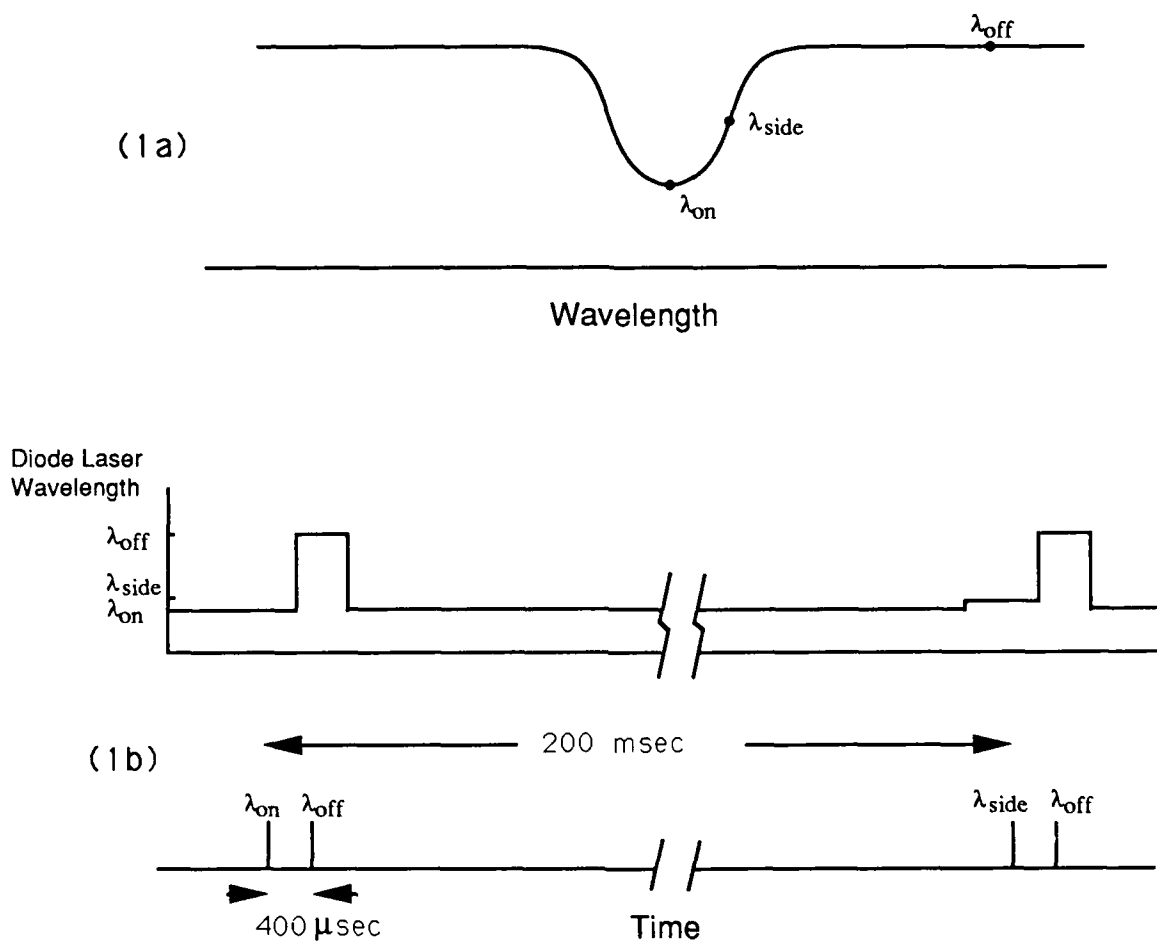 λoff
(1a)
λside
λon
Wavelength
Diode Laser
Wavelength
λoff
λside
λon
200 msec
(1b)
λon λoff λside λoff
400 μsec
Time